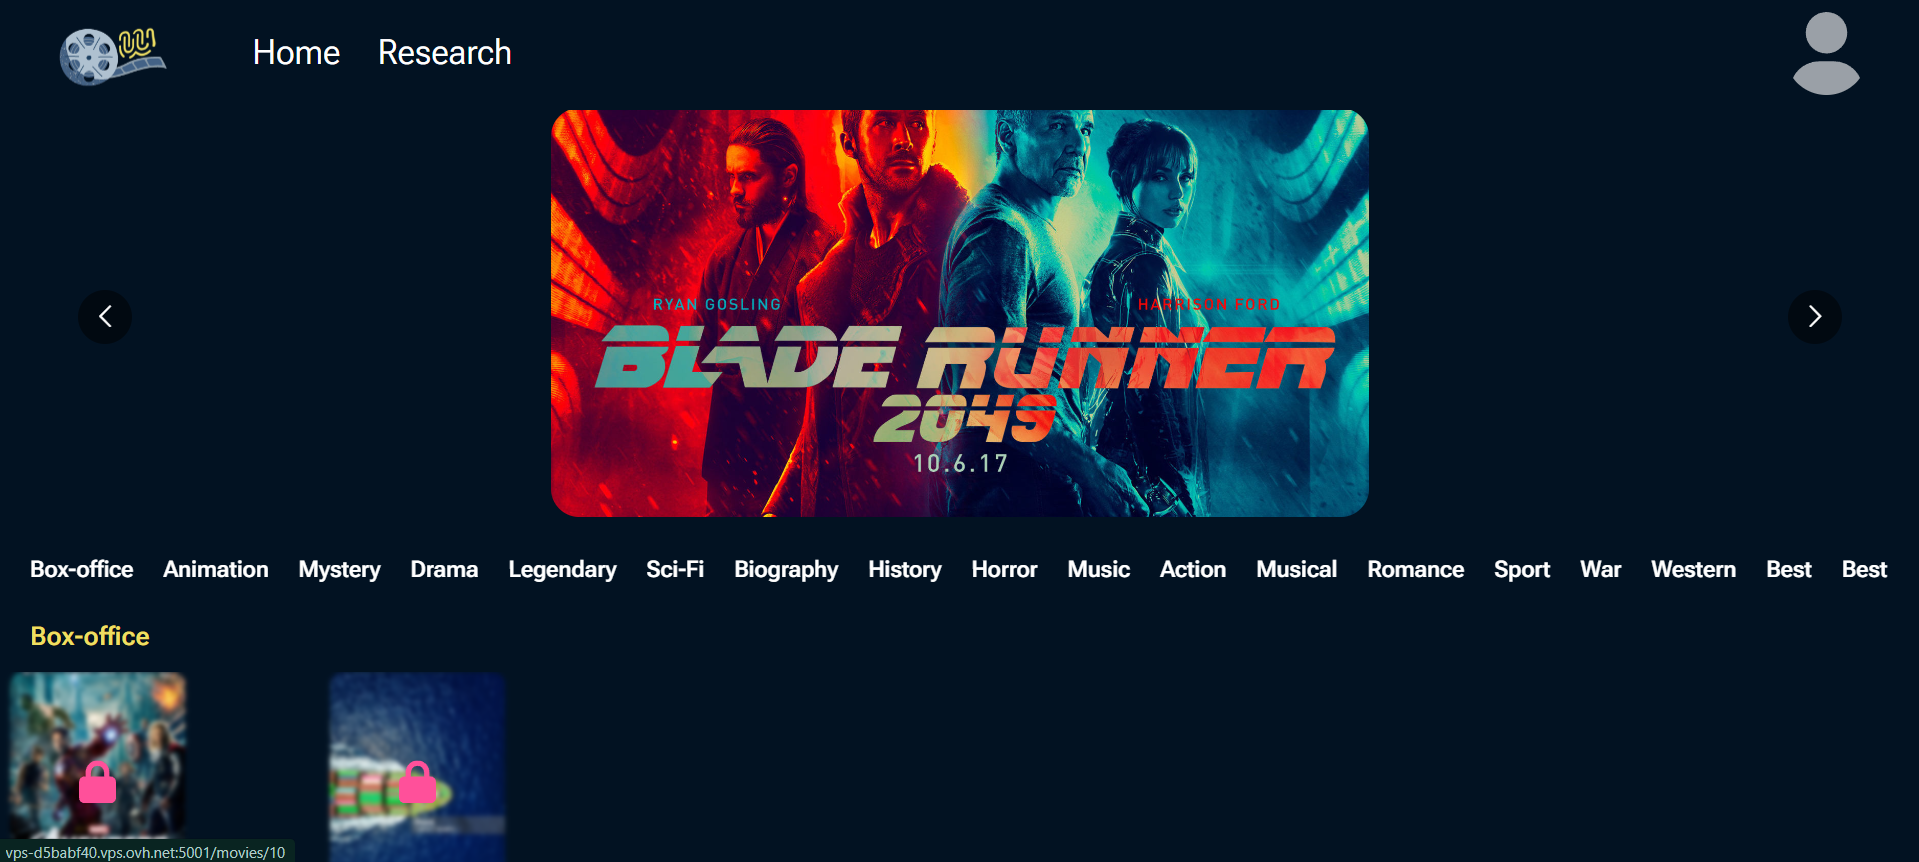 Home Research
RYAN GOSLING HARRISON FORD
BLADE RUNNER
2049
10.6.17
Box-office Animation Mystery Drama Legendary Sci-Fi Biography History Horror Music Action Musical Romance Sport War Western Best Best
Box-office
vps-d5babf40.vps.ovh.net:5001/movies/10